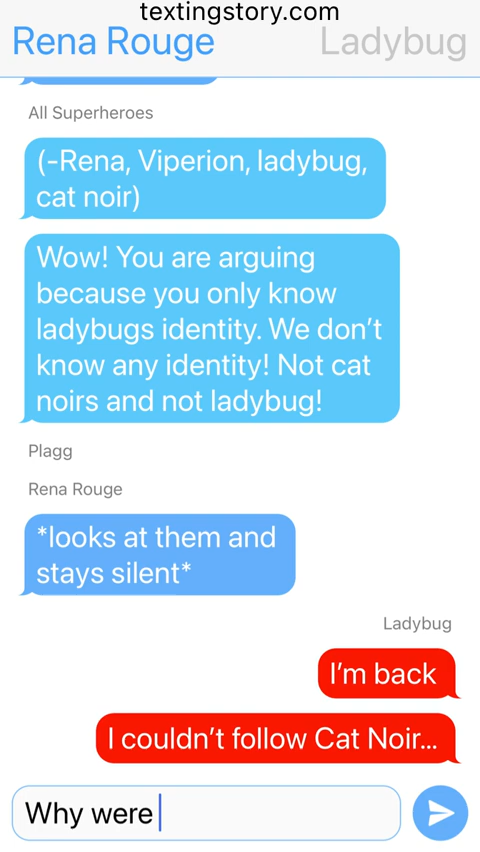 textingstory.com
Rena Rouge Ladybug
All Superheroes
(-Rena, Viperion, ladybug,
cat noir)
Wow! You are arguing
because you only know
ladybugs identity. We don’t
know any identity! Not cat
noirs and not ladybug!
Plagg
Rena Rouge
*looks at them and
stays silent*
Ladybug
I’m back
I couldn’t follow Cat Noir...
Why were